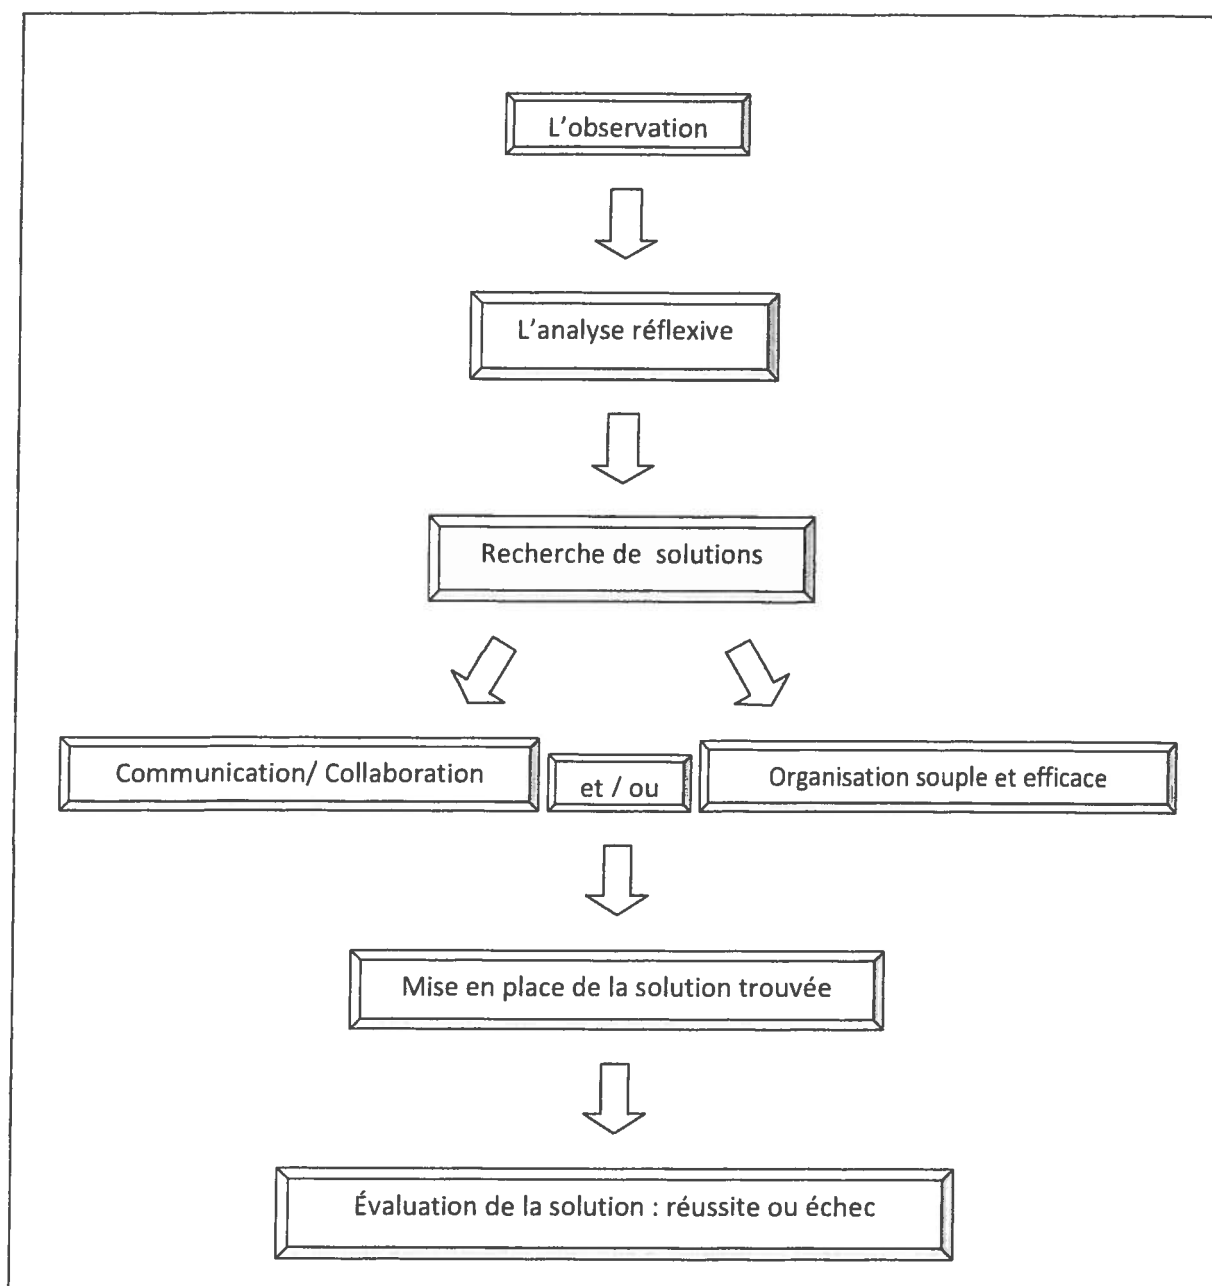 L'observation
L'analyse réflexive
Recherche de solutions
Communication/ Collaboration
et / ou
Organisation souple et efficace
Mise en place de la solution trouvée
Évaluation de la solution : réussite ou échec